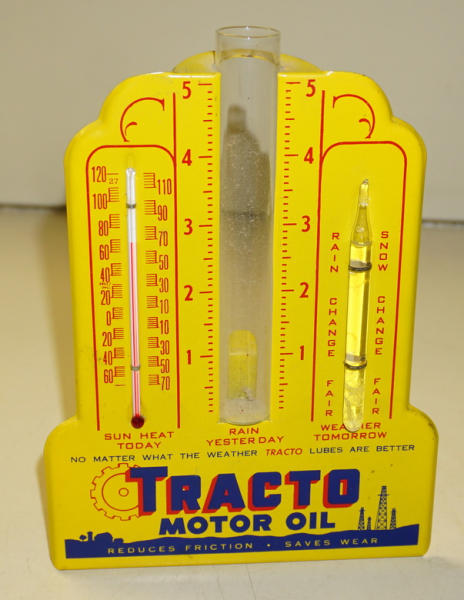 5 5
4 4
3 3
2 2
1 1
120
100
80
60
40
20
0
20
40
60
110
90
70
50
30
10
10
30
50
70
RAIN CHANGE FAIR
SNOW CHANGE FAIR
SUN HEAT TODAY
RAIN YESTERDAY
WEATHER TOMORROW
NO MATTER WHAT THE WEATHER TRACTO LUBES ARE BETTER
TRACTO
MOTOR OIL
REDUCES FRICTION • SAVES WEAR